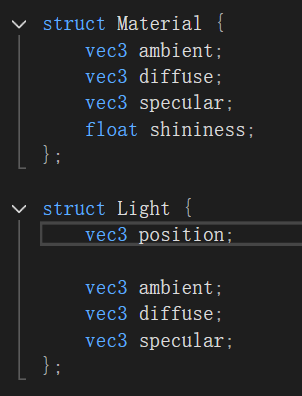 struct Material {
    vec3 ambient;
    vec3 diffuse;
    vec3 specular;
    float shininess;
};

struct Light {
    vec3 position;

    vec3 ambient;
    vec3 diffuse;
    vec3 specular;
};